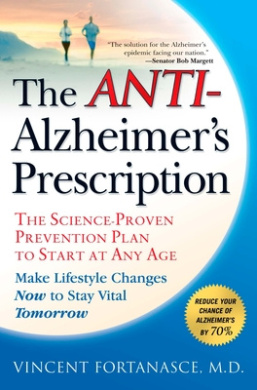 "The solution for the Alzheimer's
epidemic facing our nation."
—Senator Bob Margett
The ANTI-
Alzheimer's
Prescription
THE SCIENCE-PROVEN
PREVENTION PLAN
TO START AT ANY AGE
Make Lifestyle Changes
Now to Stay Vital
Tomorrow
REDUCE YOUR
CHANCE OF
ALZHEIMER'S
BY 70%
VINCENT FORTANASCE, M.D.